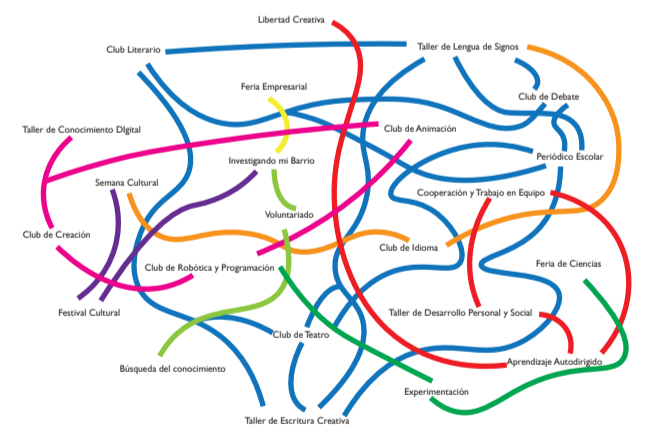 Libertad Creativa
Club Literario
Taller de Lengua de Signos
Feria Empresarial
Club de Debate
Taller de Conocimiento DIgital
Club de Animación
Investigando mi Barrio
Periódico Escolar
Semana Cultural
Cooperación y Trabajo en Equipo
Voluntariado
Club de Creación
Club de Idioma
Club de Robótica y Programación
Feria de Ciencias
Festival Cultural
Taller de Desarrollo Personal y Social
Club de Teatro
Aprendizaje Autodirigido
Búsqueda del conocimiento
Experimentación
Taller de Escritura Creativa